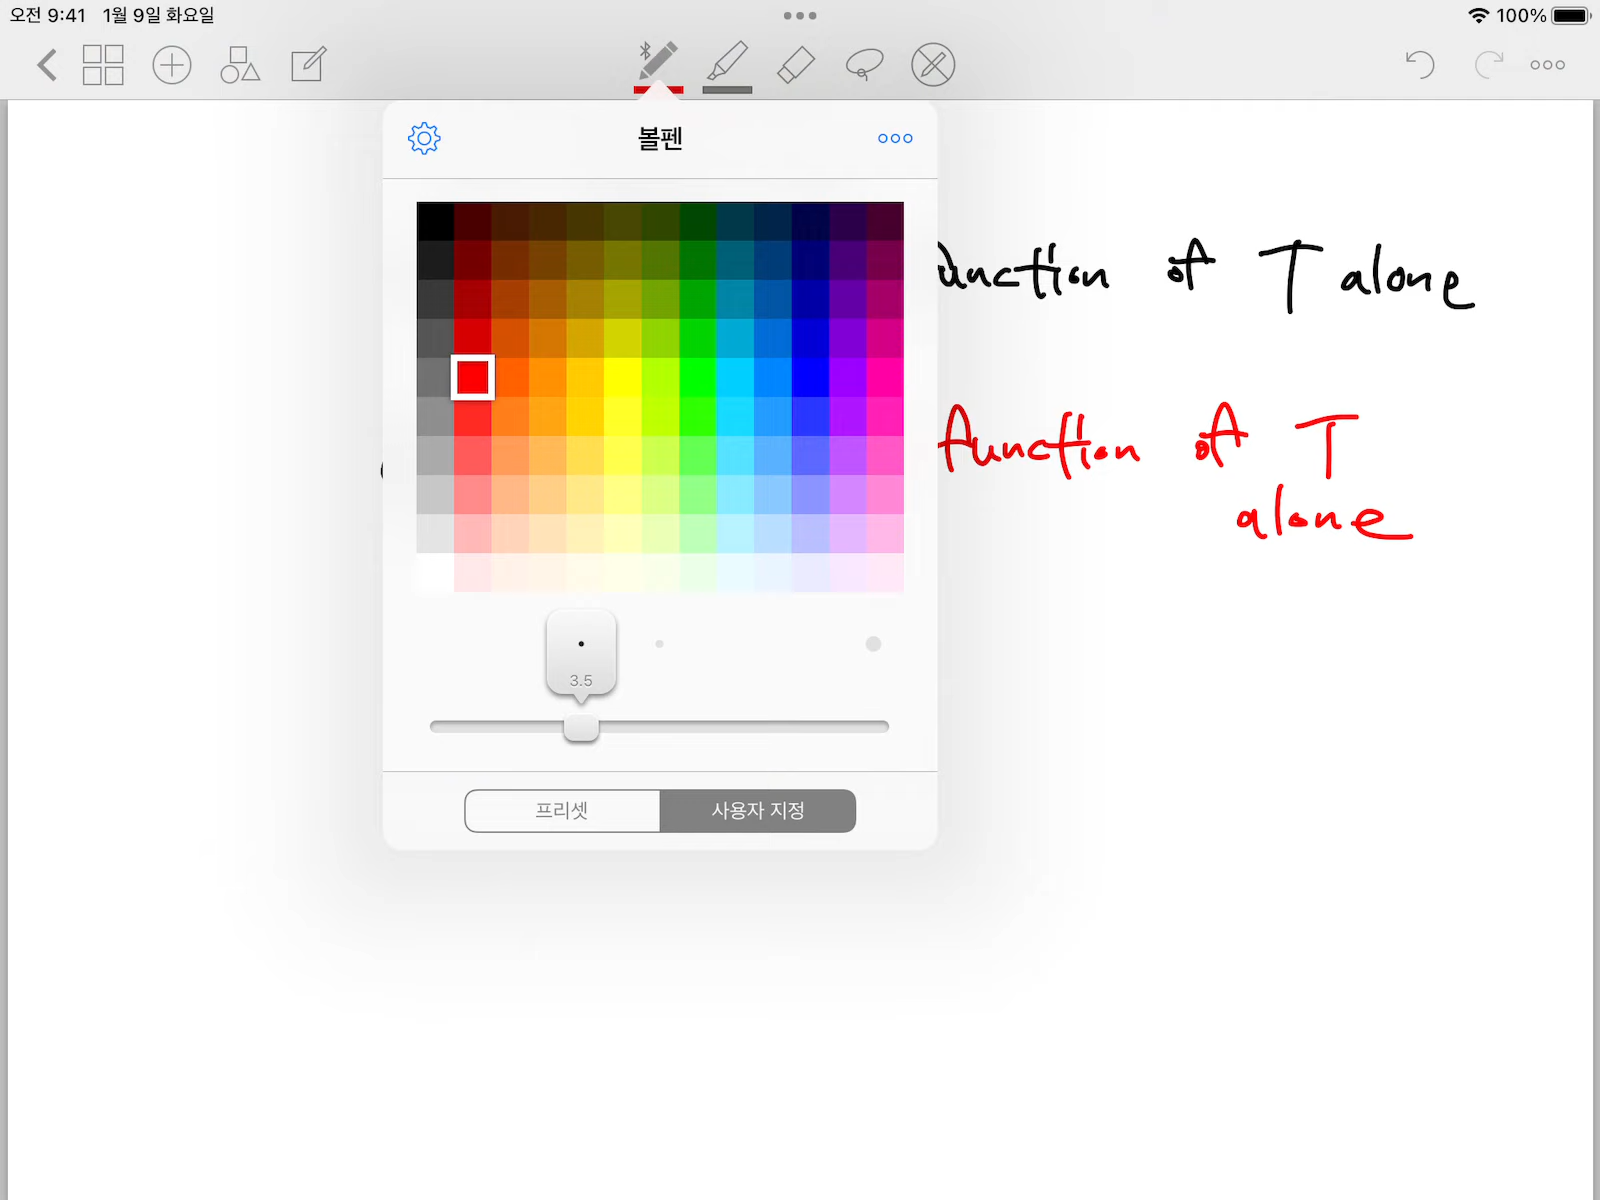 오전 9:41 1월 9일 화요일 100%
볼펜
function of T alone
function of T
alone
3.5
프리셋 사용자 지정